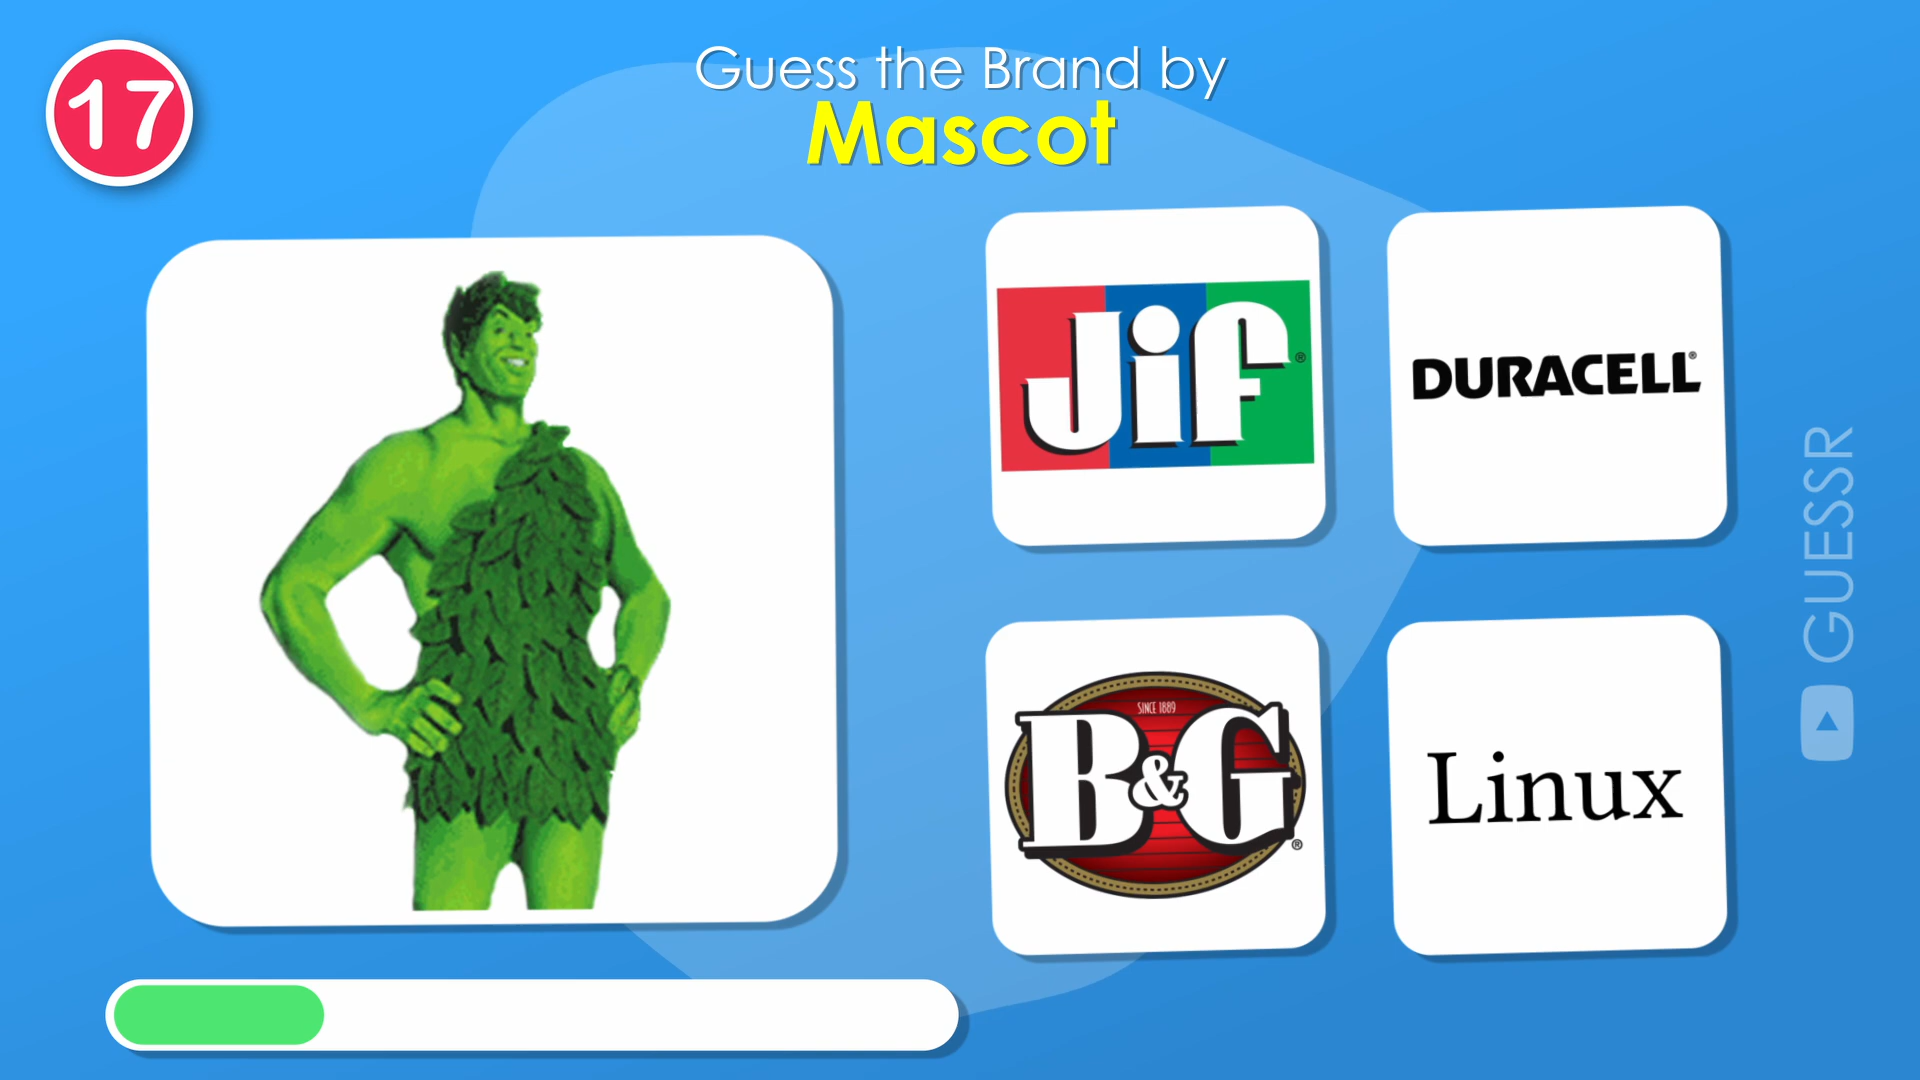 17
Guess the Brand by
Mascot
Jif®
DURACELL®
SINCE 1889
B&G®
Linux
GUESSR